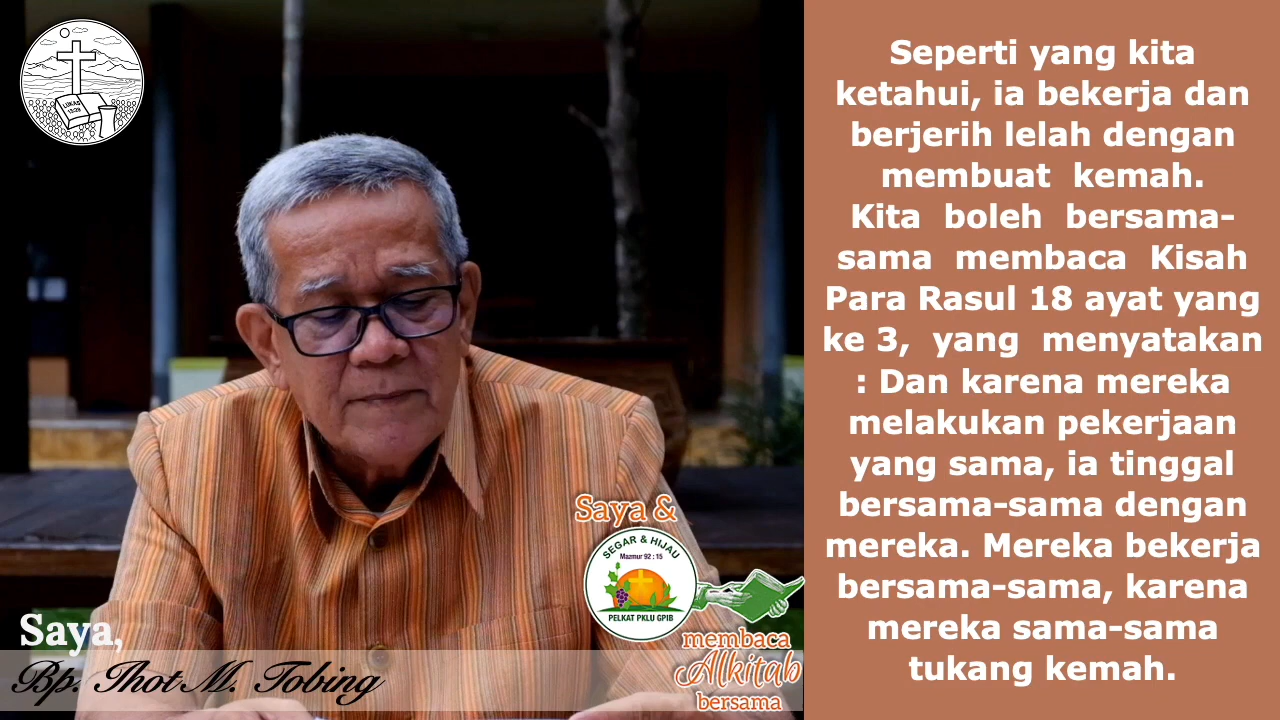 LUKAS
Saya,
Bp. Thot M. Tobing
Saya &
SEGAR & HIJAU
Mazmur 92 : 15
PELKAT PKLU GPIB
membaca
Alkitab
bersama
Seperti yang kita
ketahui, ia bekerja dan
berjerih lelah dengan
membuat kemah.
Kita boleh bersama-
sama membaca Kisah
Para Rasul 18 ayat yang
ke 3, yang menyatakan
: Dan karena mereka
melakukan pekerjaan
yang sama, ia tinggal
bersama-sama dengan
mereka. Mereka bekerja
bersama-sama, karena
mereka sama-sama
tukang kemah.